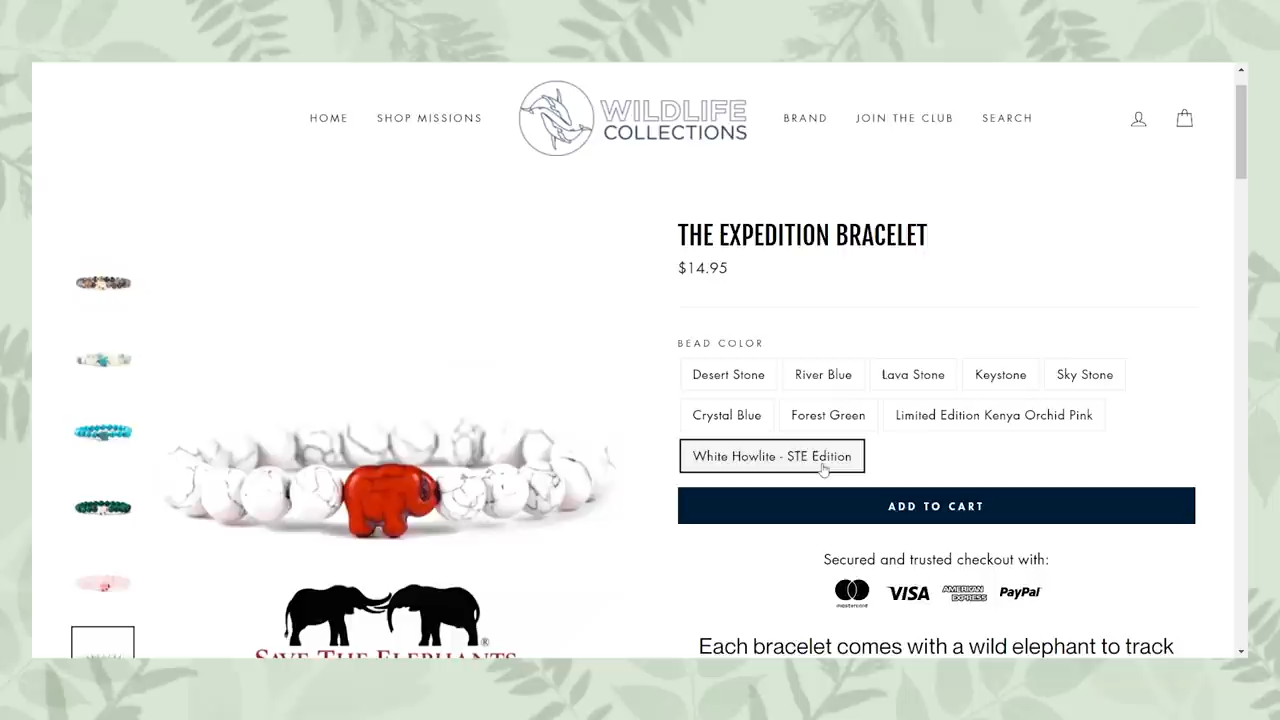 HOME
SHOP MISSIONS
WILDLIFE
COLLECTIONS
BRAND
JOIN THE CLUB
SEARCH
THE EXPEDITION BRACELET
$14.95
BEAD COLOR
Desert Stone
River Blue
Lava Stone
Keystone
Sky Stone
Crystal Blue
Forest Green
Limited Edition Kenya Orchid Pink
White Howlite - STE Edition
ADD TO CART
Secured and trusted checkout with:
mastercard
VISA
AMERICAN
EXPRESS
PayPal
Each bracelet comes with a wild elephant to track
SAVE THE ELEPHANTS
®